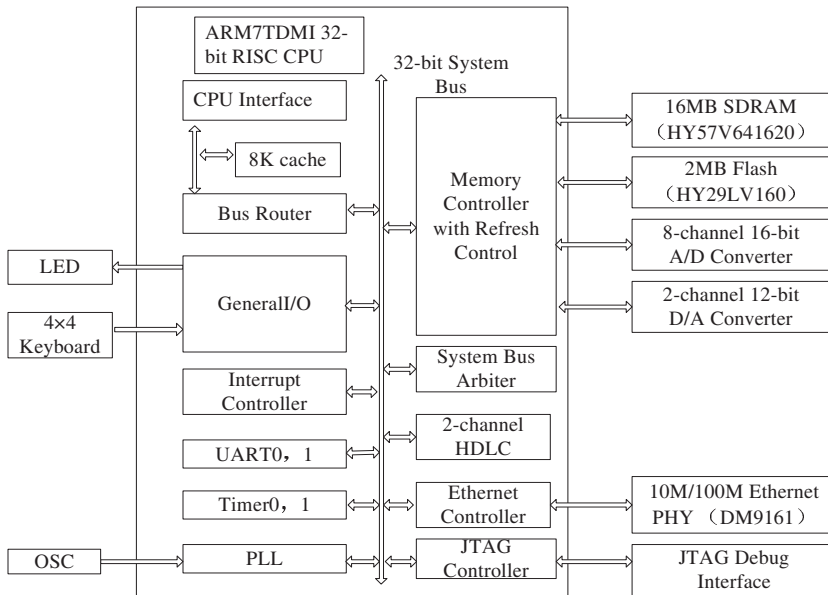 ARM7TDMI 32-
bit RISC CPU
32-bit System
Bus
CPU Interface
8K cache
Bus Router
Memory
Controller
with Refresh
Control
16MB SDRAM
（HY57V641620）
2MB Flash
（HY29LV160）
8-channel 16-bit
A/D Converter
2-channel 12-bit
D/A Converter
LED
GeneralI/O
4×4
Keyboard
System Bus
Arbiter
Interrupt
Controller
2-channel
HDLC
UART0，1
Timer0，1
Ethernet
Controller
10M/100M Ethernet
PHY （DM9161）
OSC
PLL
JTAG
Controller
JTAG Debug
Interface